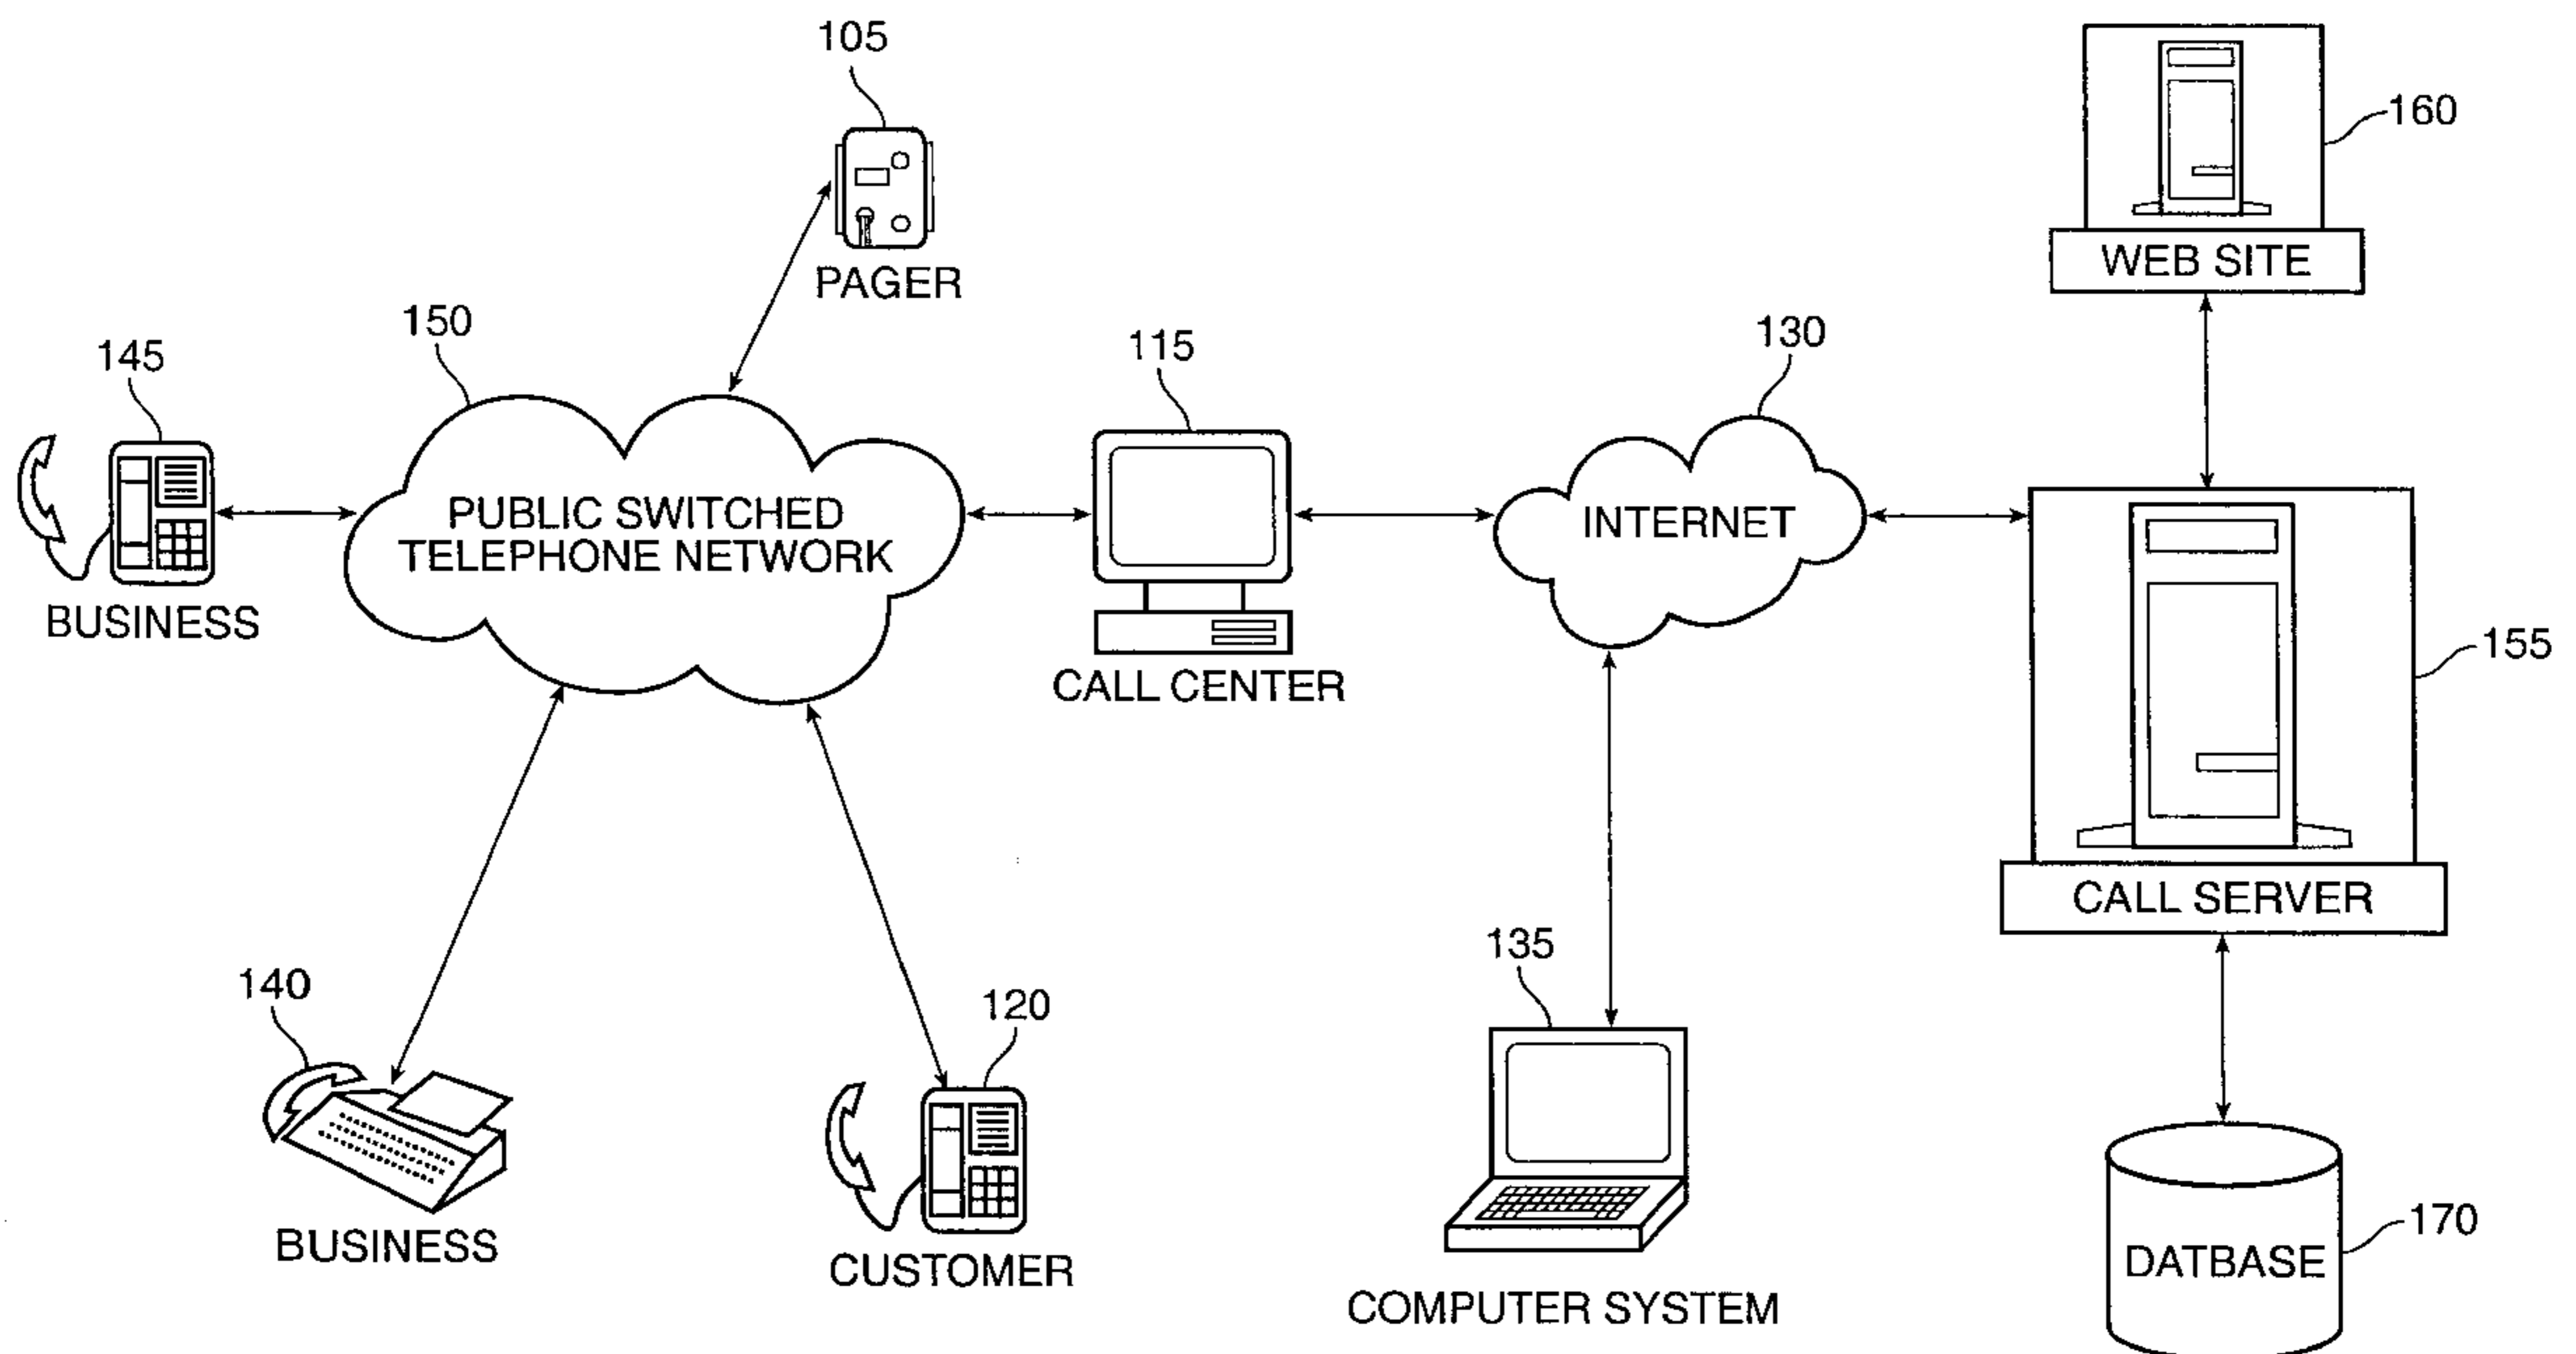 105
160
WEB SITE
PAGER
150
145
115
130
PUBLIC SWITCHED
TELEPHONE NETWORK
INTERNET
BUSINESS
CALL CENTER
155
CALL SERVER
135
140
120
BUSINESS
CUSTOMER
COMPUTER SYSTEM
170
DATBASE